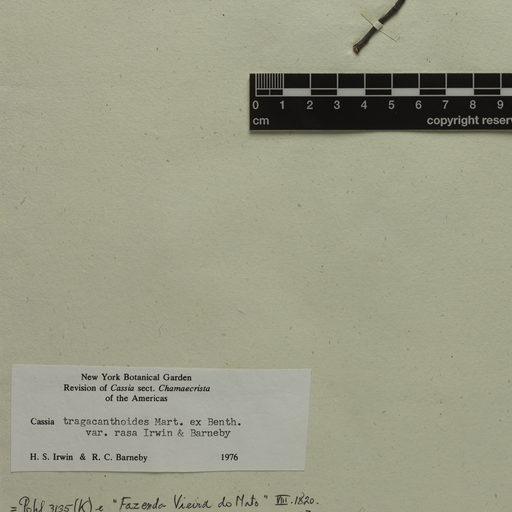 0 1 2 3 4 5 6 7 8 9
cm copyright reserv
New York Botanical Garden
Revision of Cassia sect. Chamaecrista
of the Americas
Cassia tragacanthoides Mart. ex Benth.
var. rasa Irwin & Barneby
H. S. Irwin & R. C. Barneby 1976
= Pohl 3135 (K) e "Fazenda Vieira do Mato" VIII.1820.